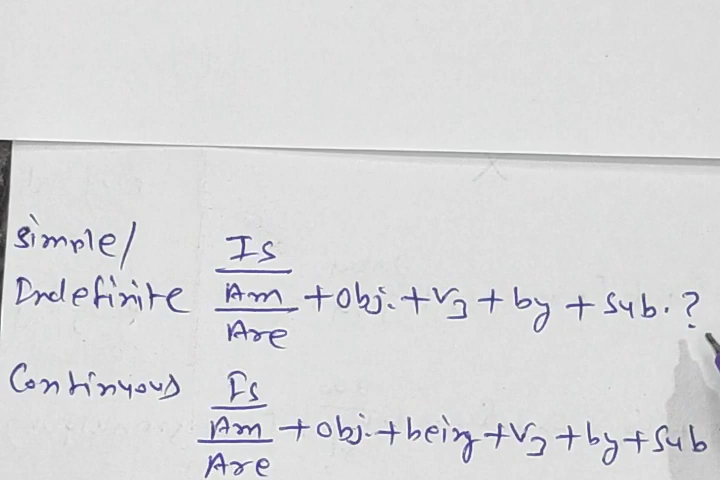 Simple/ Is
Indefinite Am + Obj. + V3 + by + Sub. ?
Are
Continuous Is
Am + Obj. + being + V3 + by + Sub
Are